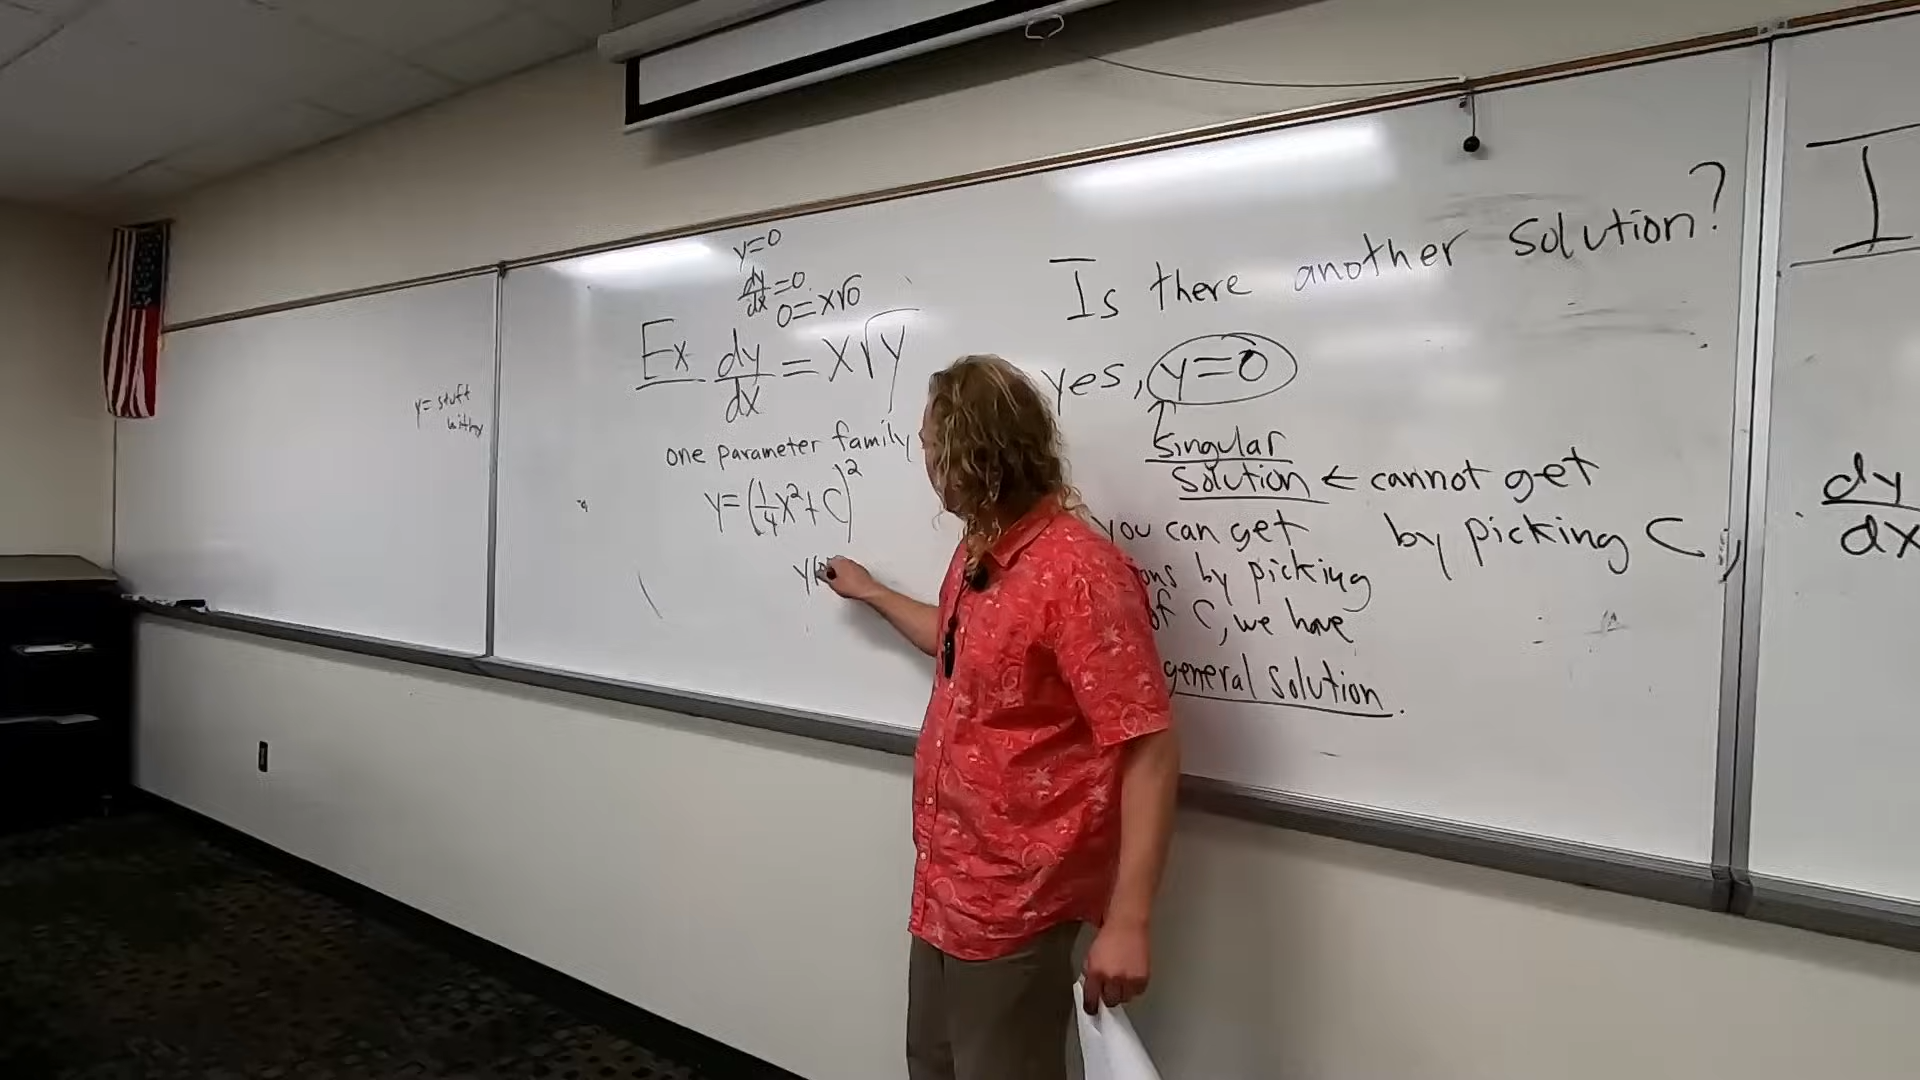 y= stuff
with x
y=0
dy/dx=0
0=x√0
Ex dy/dx = x√y
one parameter family
y=(1/4x²+C)²
y(
Is there another solution?
yes, y=0
singular
solution ← cannot get
by picking C
you can get
ons by picking
of C, we have
general solution.
I
dy
dx